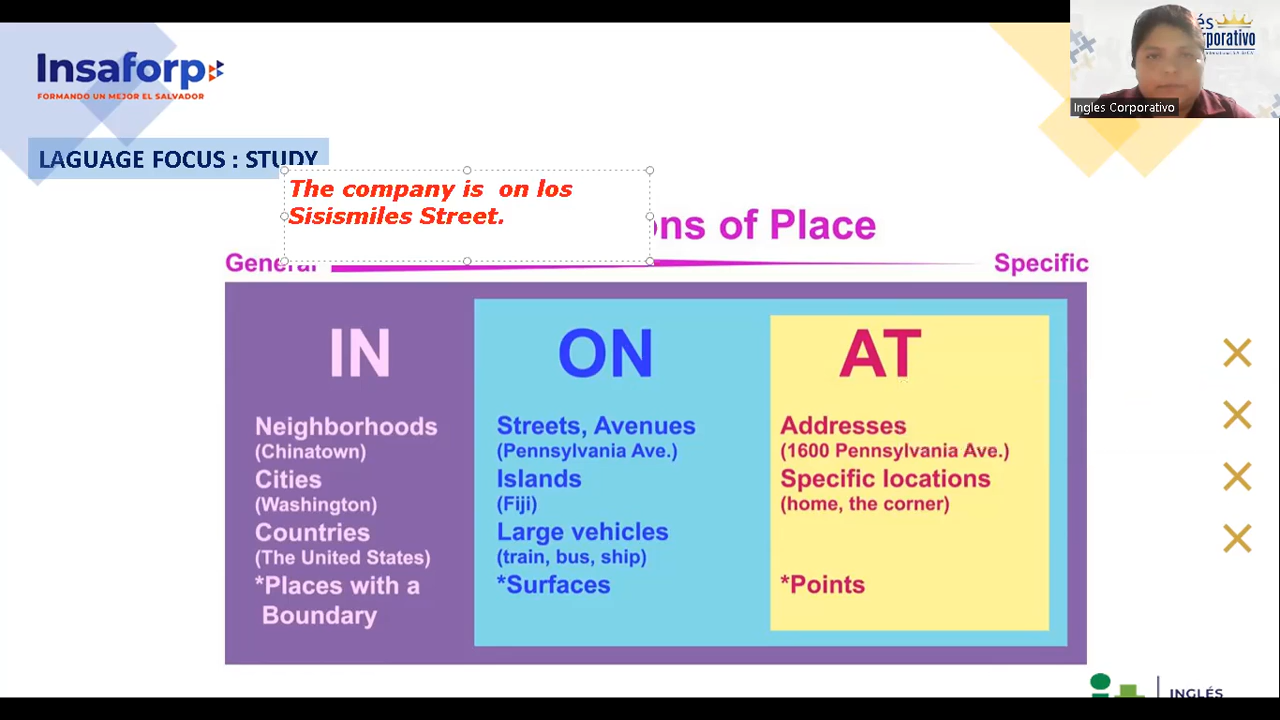 Insaforp
FORMANDO UN MEJOR EL SALVADOR
és
rporativo
Ingles Corporativo
LAGUAGE FOCUS : STUDY
The company is on los
Sisismiles Street.
ns of Place
General
Specific
IN
Neighborhoods
(Chinatown)
Cities
(Washington)
Countries
(The United States)
*Places with a
Boundary
ON
Streets, Avenues
(Pennsylvania Ave.)
Islands
(Fiji)
Large vehicles
(train, bus, ship)
*Surfaces
AT
Addresses
(1600 Pennsylvania Ave.)
Specific locations
(home, the corner)
*Points
INGLÉS